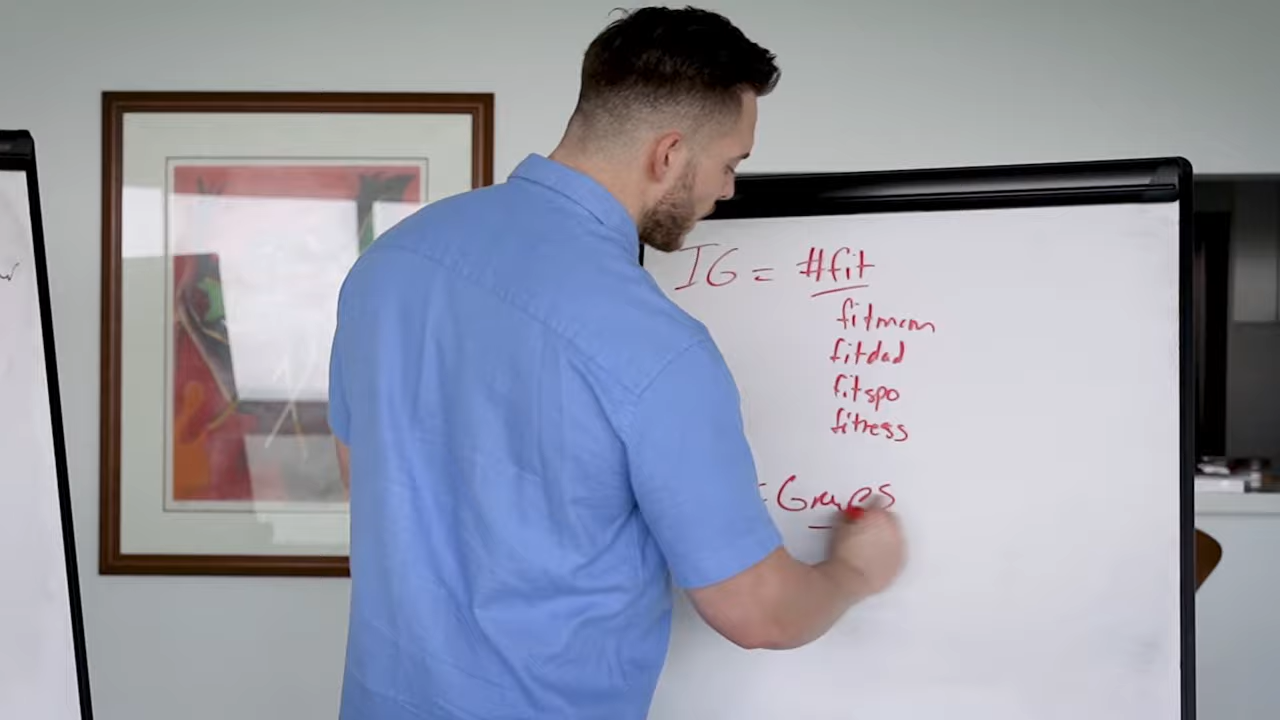 IG = #fit
fitmom
fitdad
fitspo
fitness
= Groups